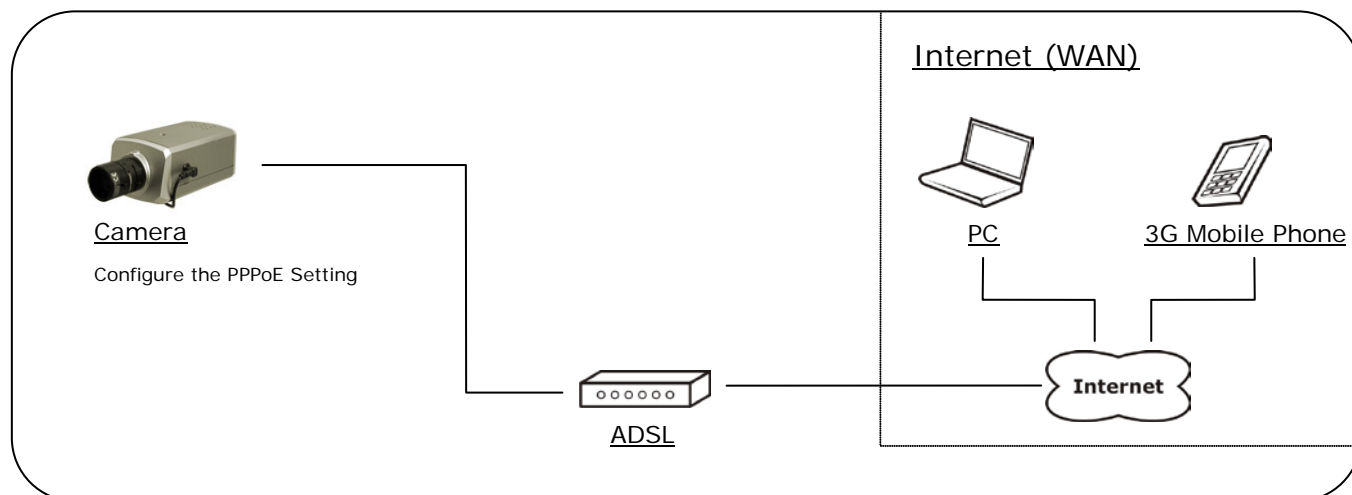 Internet (WAN)
Camera
Configure the PPPoE Setting
PC
3G Mobile Phone
Internet
ADSL